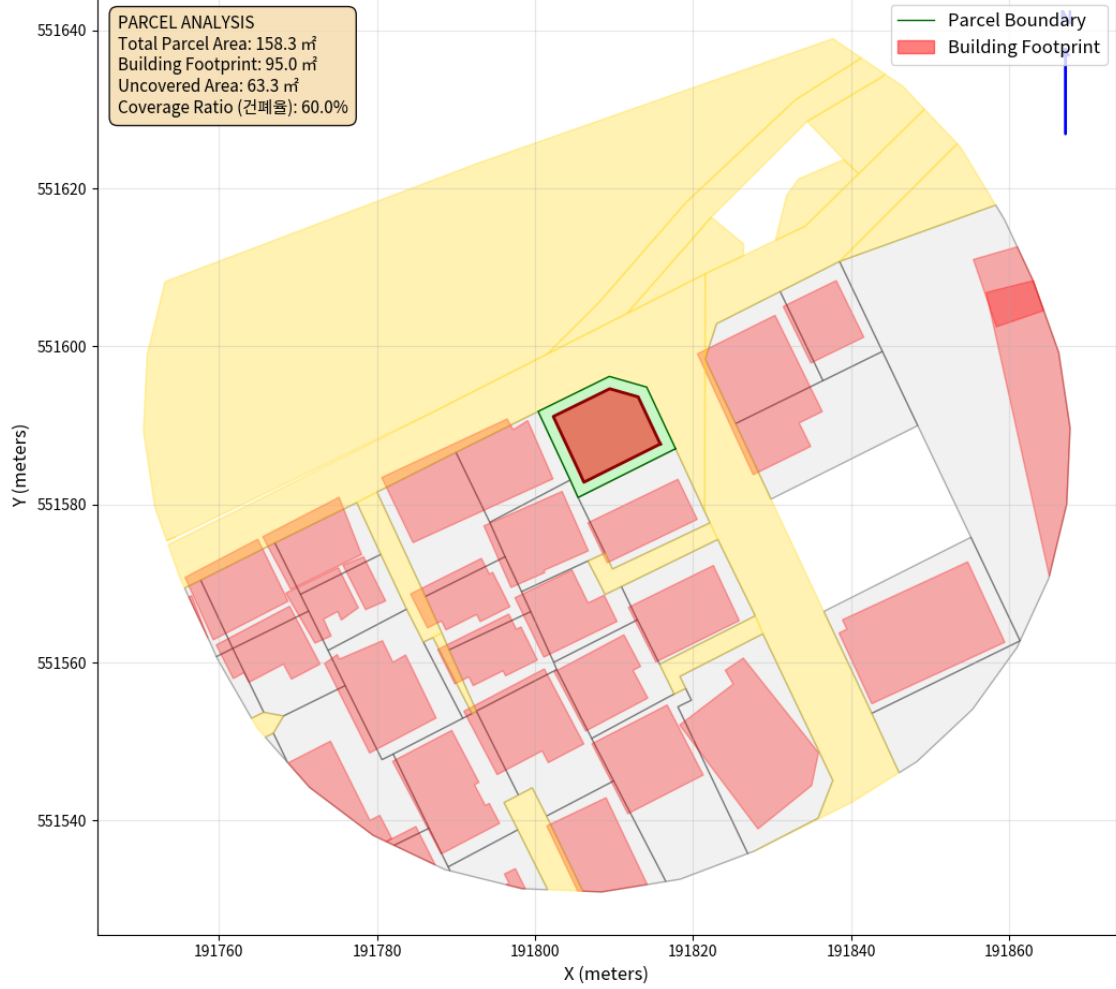 PARCEL ANALYSIS
Total Parcel Area: 158.3 ㎡
Building Footprint: 95.0 ㎡
Uncovered Area: 63.3 ㎡
Coverage Ratio (건폐율): 60.0%
Parcel Boundary
Building Footprint
N
Y (meters)
551640
551620
551600
551580
551560
551540
191760
191780
191800
191820
191840
191860
X (meters)